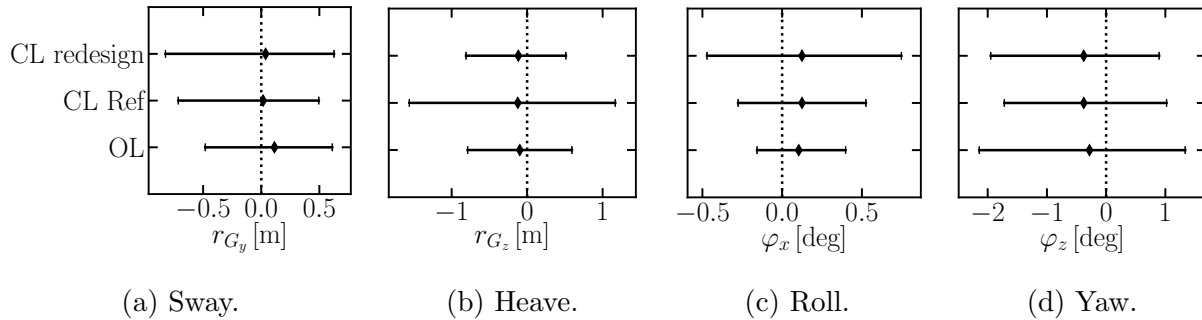 CL redesign
CL Ref
OL
−0.5 0.0 0.5
r_{G_y} [m]
−1 0 1
r_{G_z} [m]
−0.5 0.0 0.5
φ_x [deg]
−2 −1 0
φ_z [deg]
(a) Sway.
(b) Heave.
(c) Roll.
(d) Yaw.